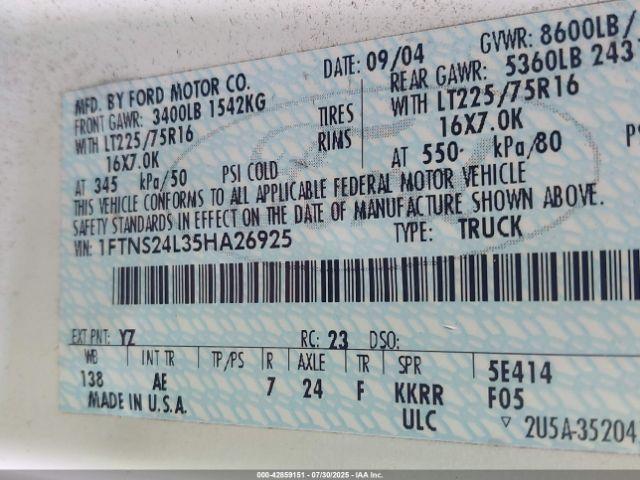 MFD. BY FORD MOTOR CO.
DATE: 09/04
GVWR: 8600LB/
FRONT GAWR: 3400LB 1542KG
REAR GAWR: 5360LB 243
WITH LT225/75R16
TIRES
WITH LT225/75R16
16X7.0K
RIMS
16X7.0K
AT 345 kPa/50 PSI COLD
AT 550 kPa/80
THIS VEHICLE CONFORMS TO ALL APPLICABLE FEDERAL MOTOR VEHICLE
SAFETY STANDARDS IN EFFECT ON THE DATE OF MANUFACTURE SHOWN ABOVE.
VIN: 1FTNS24L35HA26925
TYPE: TRUCK
EXT PNT: YZ RC: 23 DSO:
WB INT TR TP/PS R AXLE TR SPR 5E414
138 AE 7 24 F KKRR F05
MADE IN U.S.A. ULC ▽ 2U5A-35204
000-42859151 - 07/30/2025 - IAA Inc.